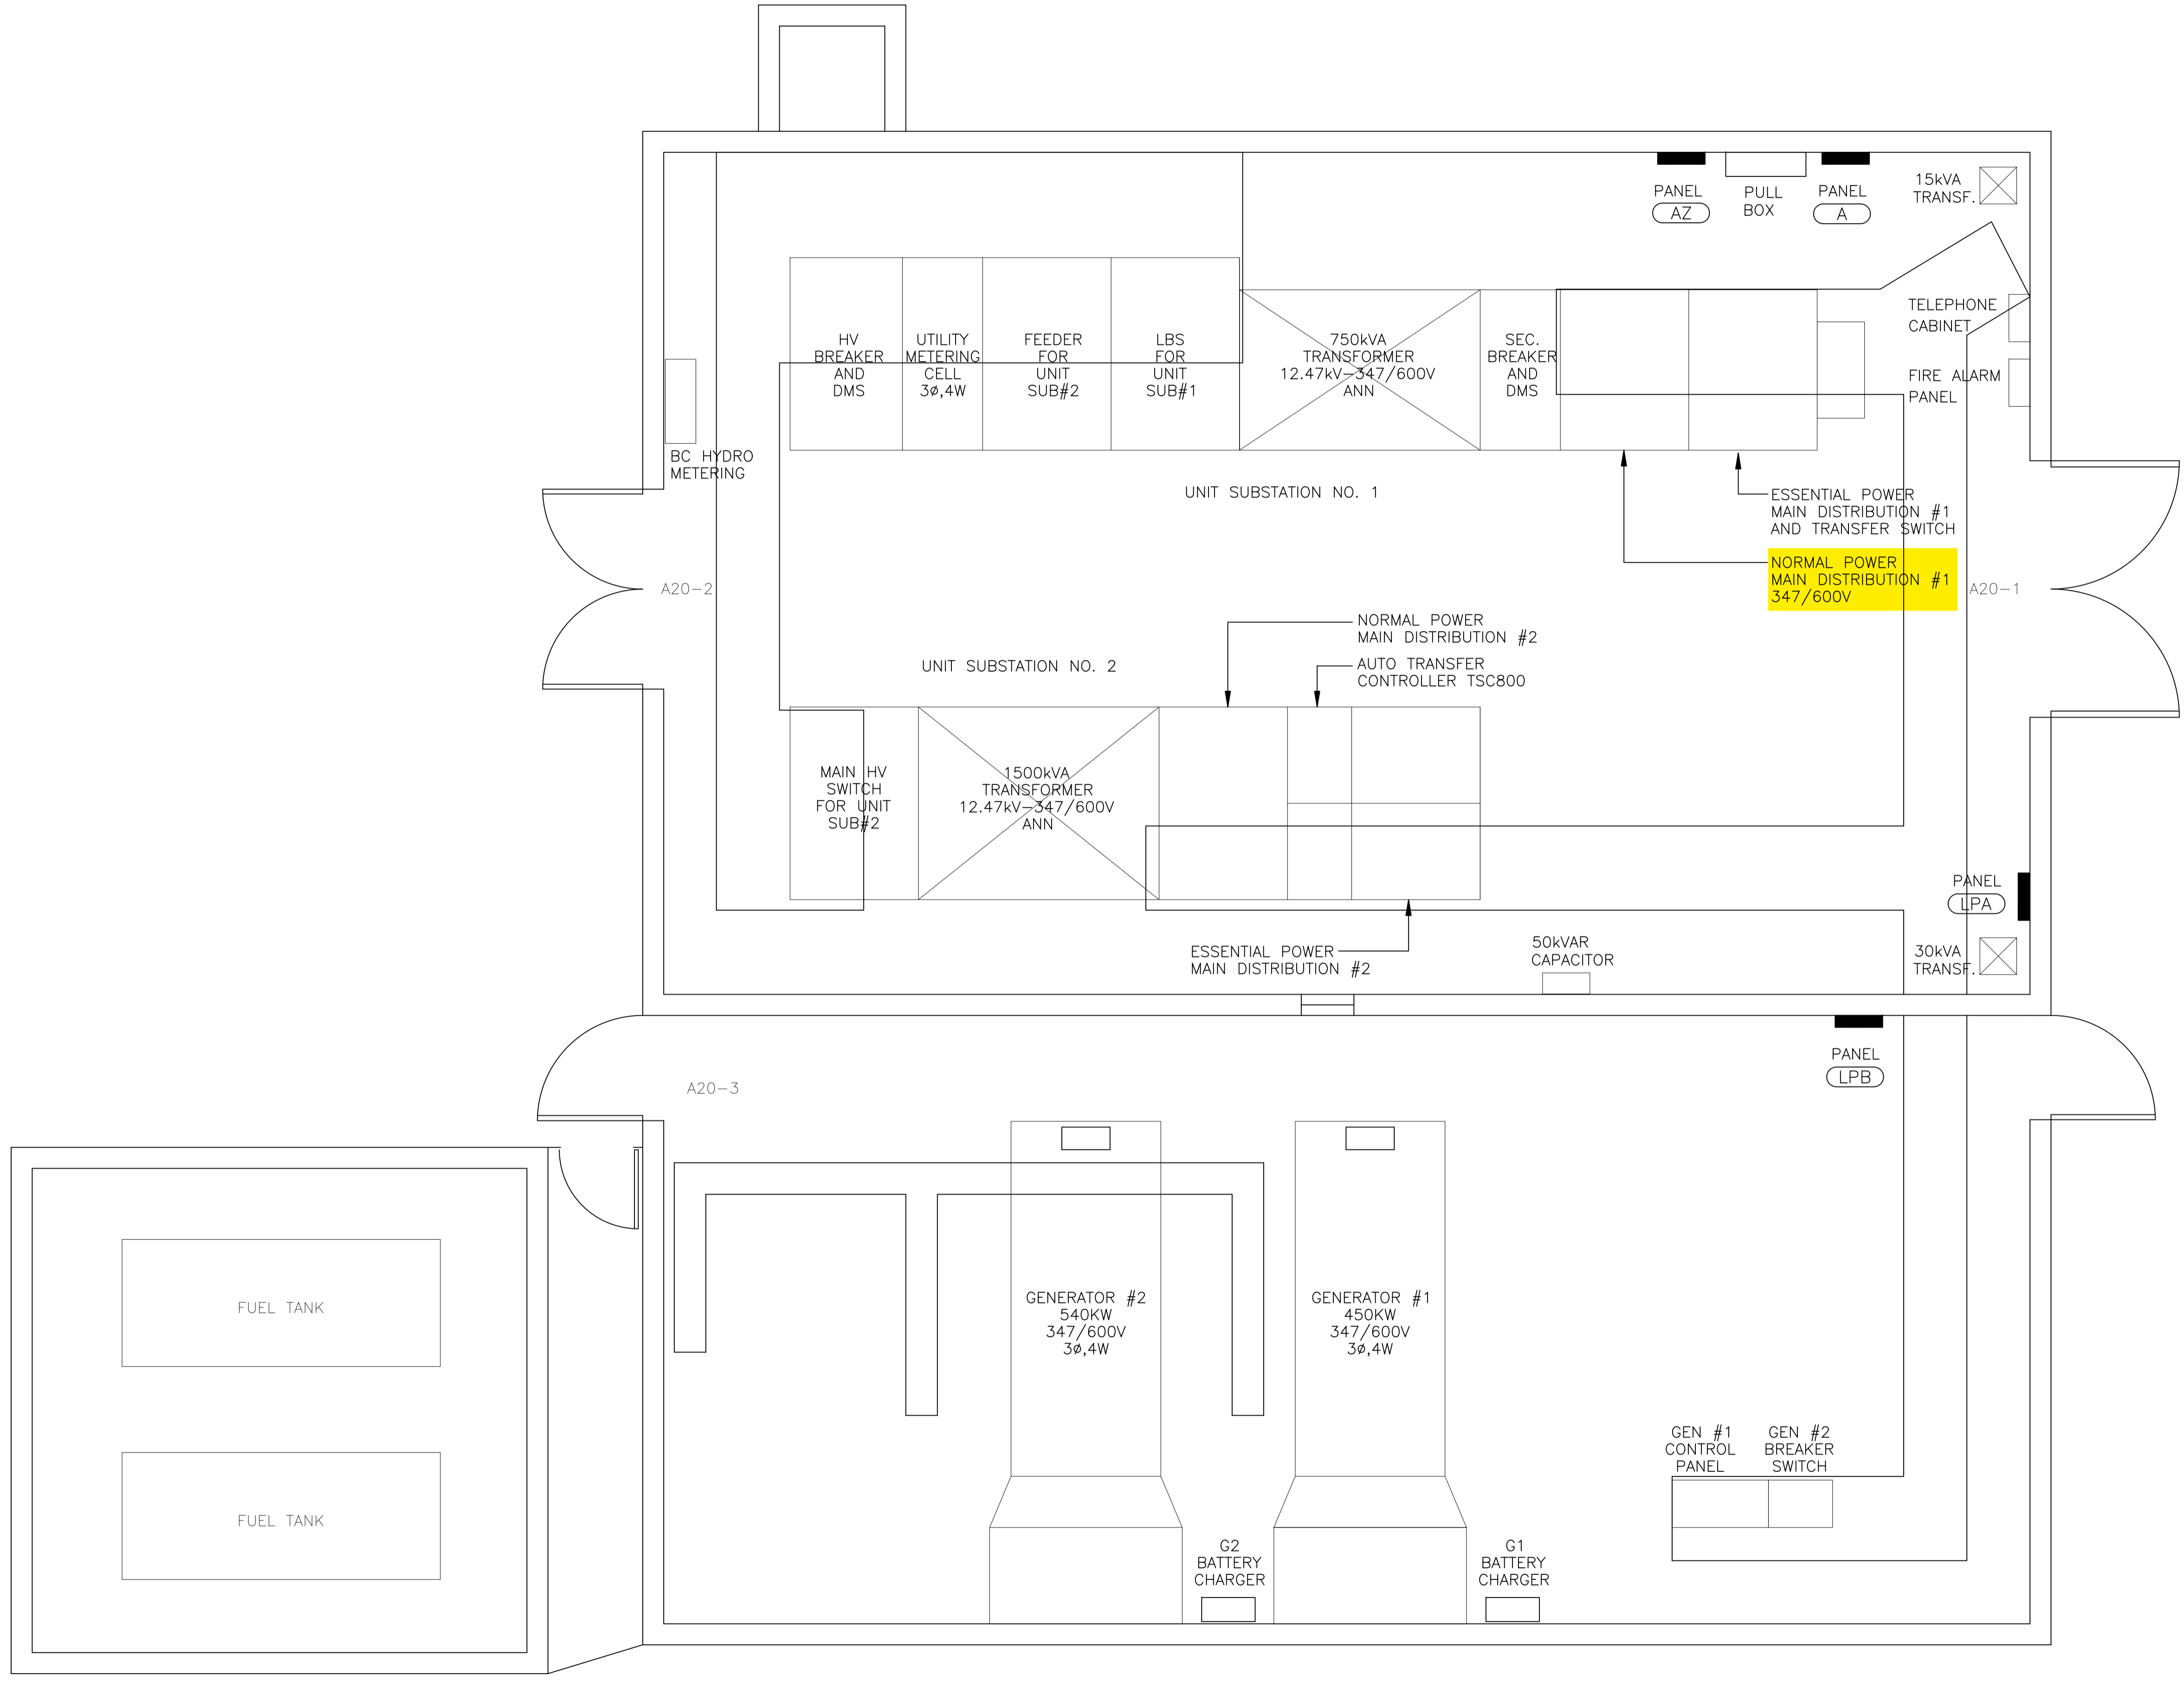 PANEL
AZ
PULL
BOX
PANEL
A
15kVA
TRANSF.
HV
BREAKER
AND
DMS
UTILITY
METERING
CELL
3ø,4W
FEEDER
FOR
UNIT
SUB#2
LBS
FOR
UNIT
SUB#1
750kVA
TRANSFORMER
12.47kV-347/600V
ANN
SEC.
BREAKER
AND
DMS
TELEPHONE
CABINET
FIRE ALARM
PANEL
BC HYDRO
METERING
UNIT SUBSTATION NO. 1
ESSENTIAL POWER
MAIN DISTRIBUTION #1
AND TRANSFER SWITCH
NORMAL POWER
MAIN DISTRIBUTION #1
347/600V
A20-2
A20-1
NORMAL POWER
MAIN DISTRIBUTION #2
AUTO TRANSFER
CONTROLLER TSC800
UNIT SUBSTATION NO. 2
MAIN HV
SWITCH
FOR UNIT
SUB#2
1500kVA
TRANSFORMER
12.47kV-347/600V
ANN
PANEL
LPA
ESSENTIAL POWER
MAIN DISTRIBUTION #2
50kVAR
CAPACITOR
30kVA
TRANSF.
PANEL
LPB
A20-3
FUEL TANK
FUEL TANK
GENERATOR #2
540KW
347/600V
3ø,4W
GENERATOR #1
450KW
347/600V
3ø,4W
GEN #1
CONTROL
PANEL
GEN #2
BREAKER
SWITCH
G2
BATTERY
CHARGER
G1
BATTERY
CHARGER